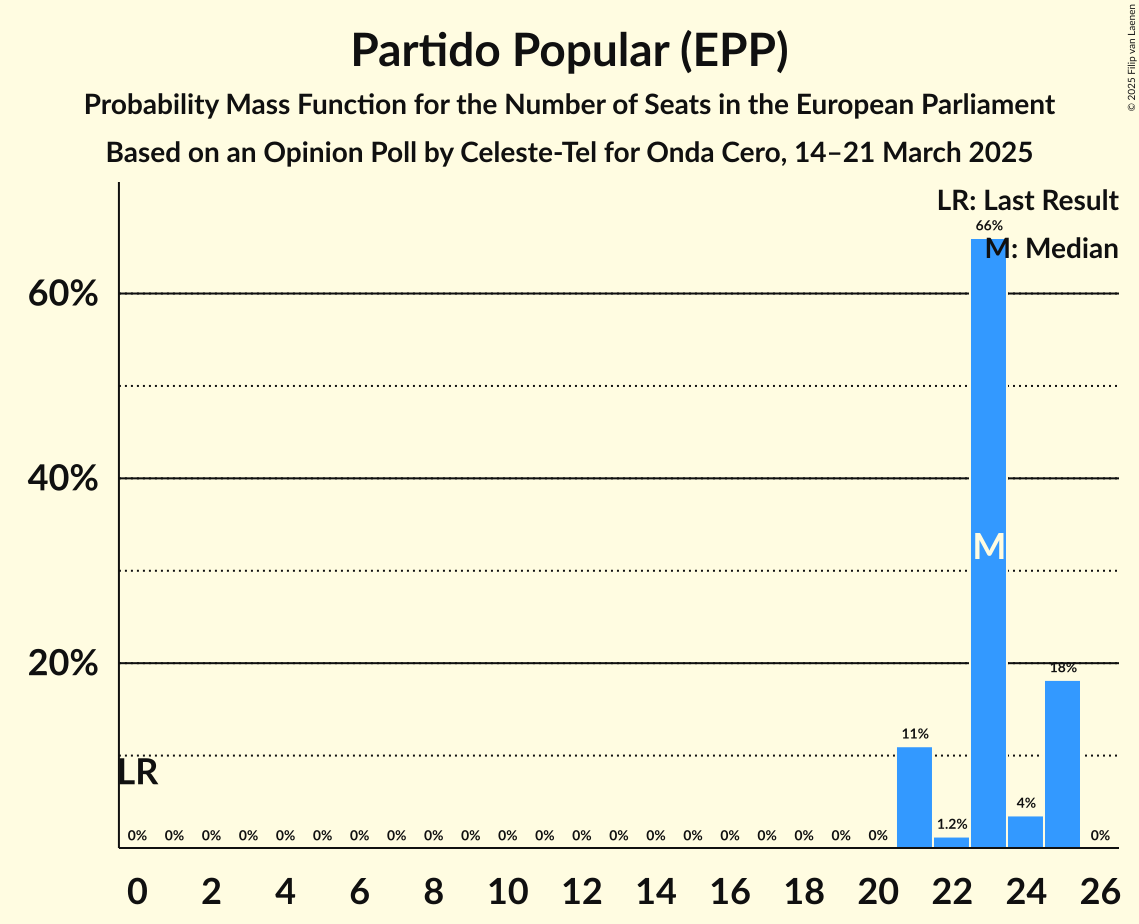 Partido Popular (EPP)
Probability Mass Function for the Number of Seats in the European Parliament
Based on an Opinion Poll by Celeste-Tel for Onda Cero, 14–21 March 2025
© 2025 Filip van Laenen
LR: Last Result
M: Median
66%
60%
40%
M
20%
18%
11%
LR
4%
1.2%
0% 0% 0% 0% 0% 0% 0% 0% 0% 0% 0% 0% 0% 0% 0% 0% 0% 0% 0% 0% 0% 0%
0 2 4 6 8 10 12 14 16 18 20 22 24 26